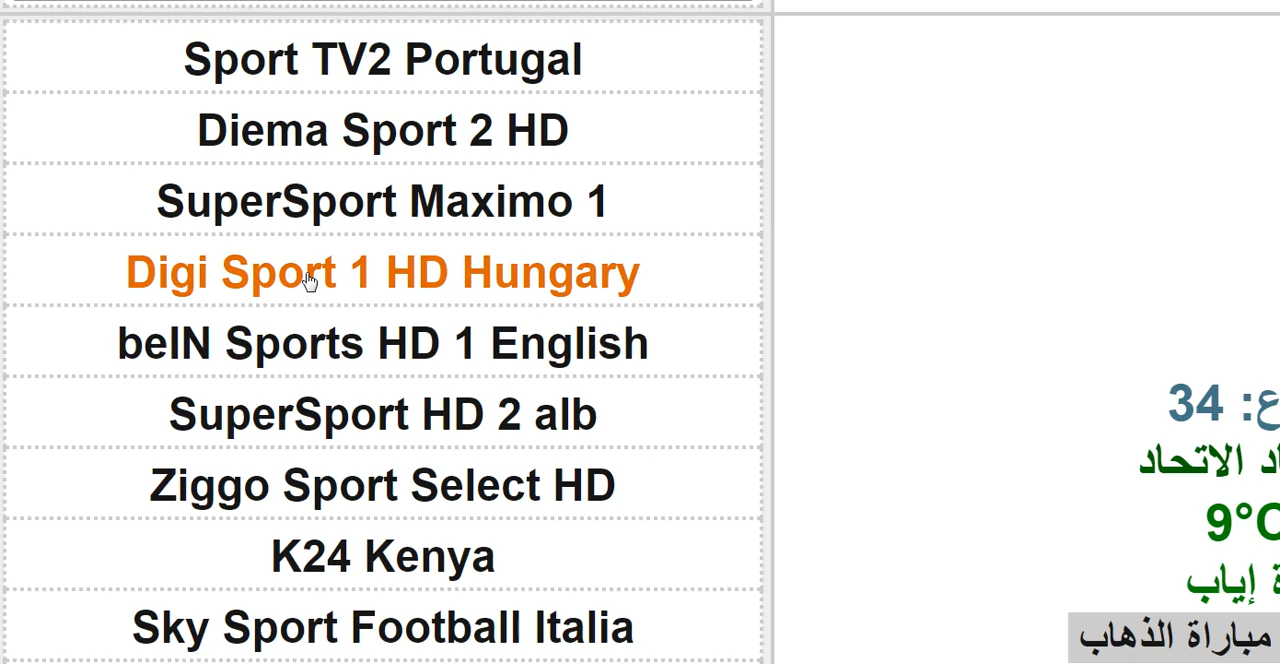 Sport TV2 Portugal
Diema Sport 2 HD
SuperSport Maximo 1
Digi Sport 1 HD Hungary
beIN Sports HD 1 English
SuperSport HD 2 alb
Ziggo Sport Select HD
K24 Kenya
Sky Sport Football Italia
34
الاتحاد
9°C
إياب
مباراة الذهاب